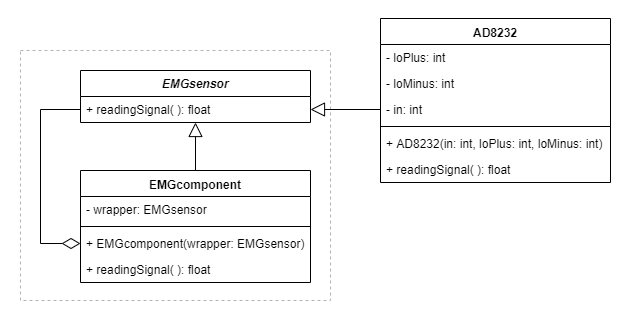 AD8232
- loPlus: int
- loMinus: int
- in: int
+ AD8232(in: int, loPlus: int, loMinus: int)
+ readingSignal( ): float
EMGsensor
+ readingSignal( ): float
EMGcomponent
- wrapper: EMGsensor
+ EMGcomponent(wrapper: EMGsensor)
+ readingSignal( ): float